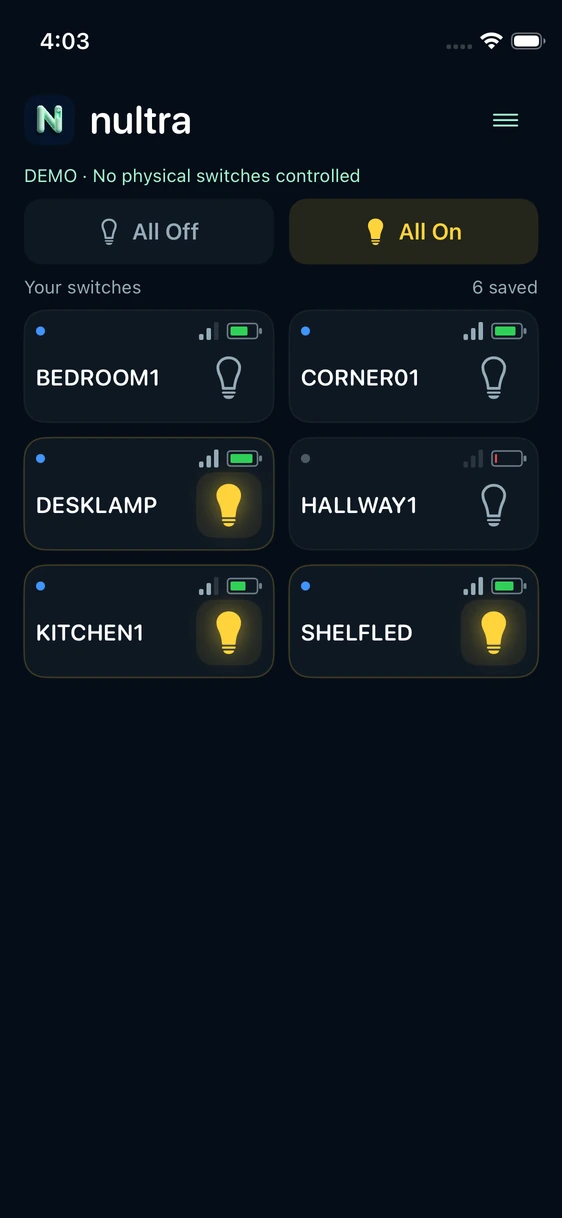 4:03
nultra
DEMO · No physical switches controlled
All Off
All On
Your switches
6 saved
BEDROOM1
CORNER01
DESKLAMP
HALLWAY1
KITCHEN1
SHELFLED